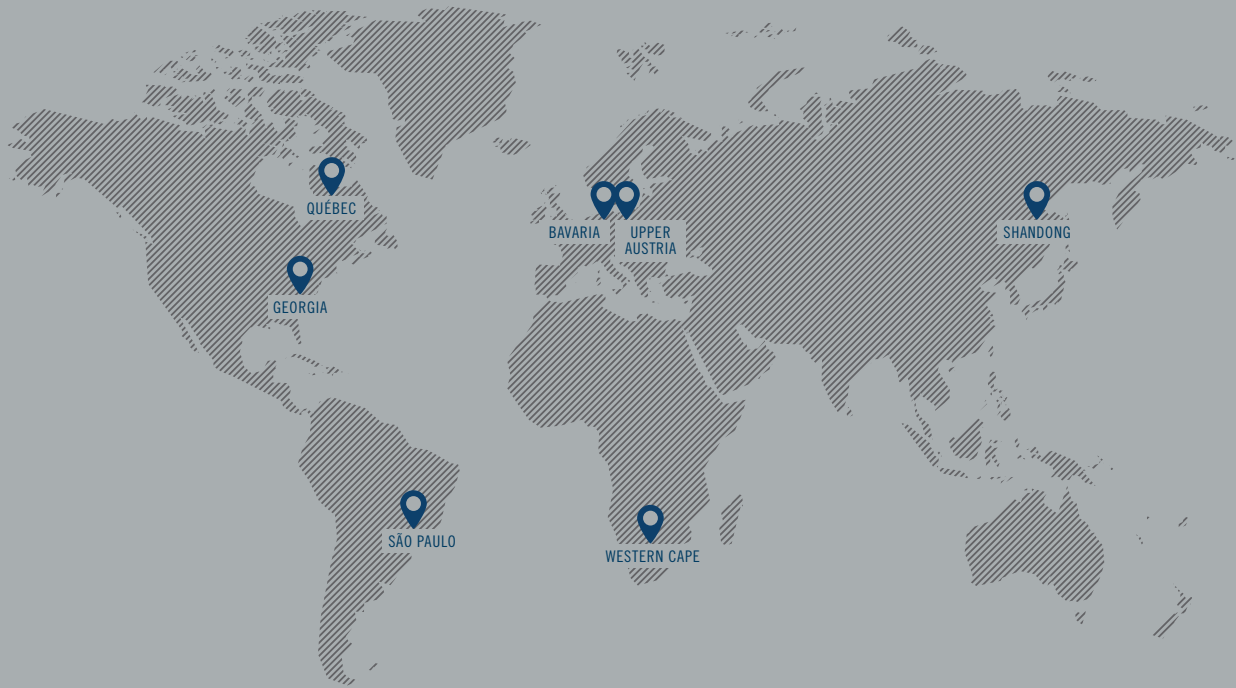 QUÉBEC
BAVARIA
UPPER
AUSTRIA
SHANDONG
GEORGIA
SÃO PAULO
WESTERN CAPE